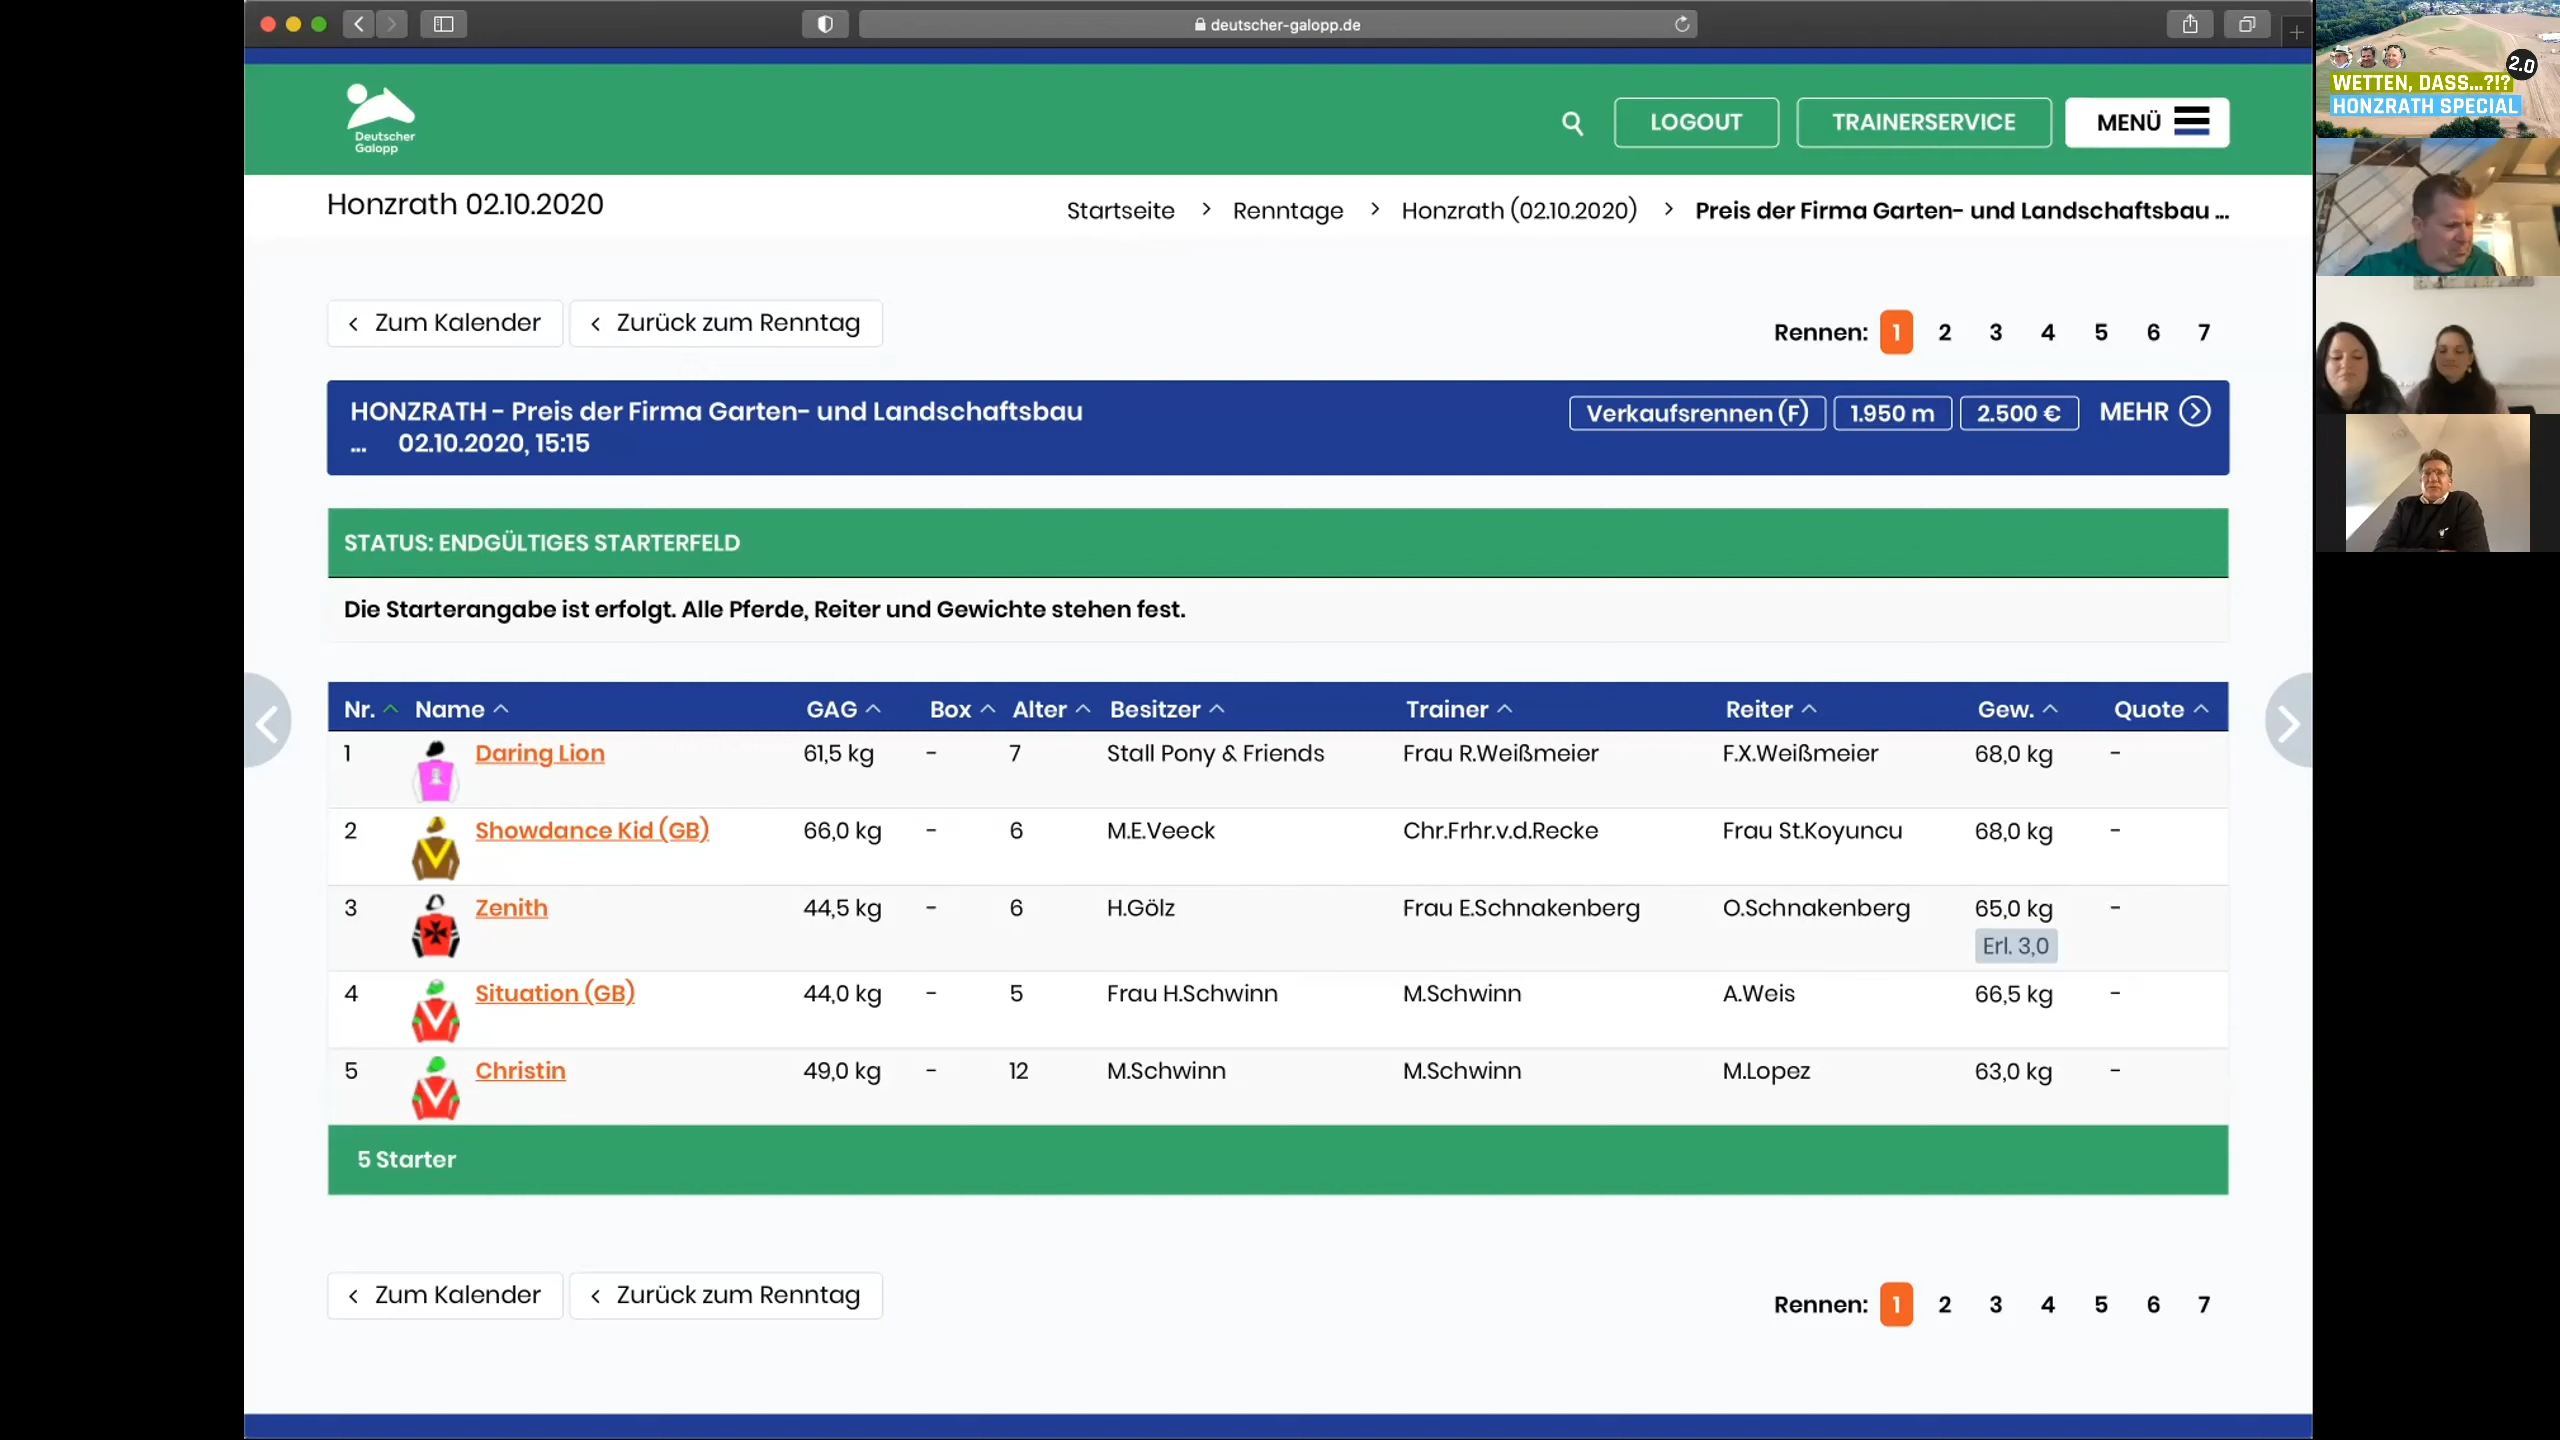 deutscher-galopp.de
2.0
WETTEN, DASS...?!?
HONZRATH SPECIAL
Deutscher
Galopp
LOGOUT
TRAINERSERVICE
MENÜ
Honzrath 02.10.2020
Startseite > Renntage > Honzrath (02.10.2020) > Preis der Firma Garten- und Landschaftsbau ...
Zum Kalender
Zurück zum Renntag
Rennen: 1 2 3 4 5 6 7
HONZRATH - Preis der Firma Garten- und Landschaftsbau
... 02.10.2020, 15:15
Verkaufsrennen (F) 1.950 m 2.500 € MEHR
STATUS: ENDGÜLTIGES STARTERFELD
Die Starterangabe ist erfolgt. Alle Pferde, Reiter und Gewichte stehen fest.
Nr. Name GAG Box Alter Besitzer Trainer Reiter Gew. Quote
1 Daring Lion 61,5 kg - 7 Stall Pony & Friends Frau R.Weißmeier F.X.Weißmeier 68,0 kg -
2 Showdance Kid (GB) 66,0 kg - 6 M.E.Veeck Chr.Frhr.v.d.Recke Frau St.Koyuncu 68,0 kg -
3 Zenith 44,5 kg - 6 H.Gölz Frau E.Schnakenberg O.Schnakenberg 65,0 kg -
Erl. 3,0
4 Situation (GB) 44,0 kg - 5 Frau H.Schwinn M.Schwinn A.Weis 66,5 kg -
5 Christin 49,0 kg - 12 M.Schwinn M.Schwinn M.Lopez 63,0 kg -
5 Starter
Zum Kalender
Zurück zum Renntag
Rennen: 1 2 3 4 5 6 7